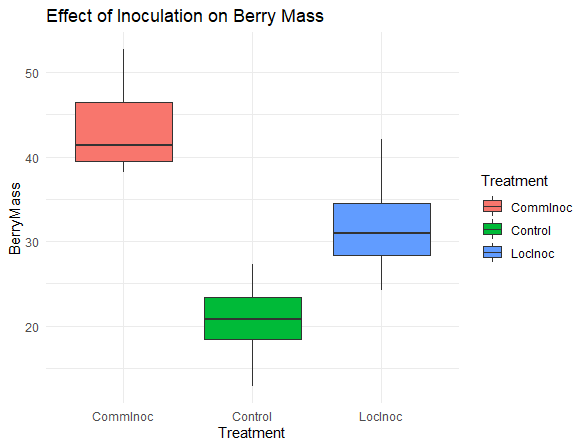 Effect of Inoculation on Berry Mass
BerryMass
50
40
30
20
CommInoc
Control
LocInoc
Treatment
Treatment
CommInoc
Control
LocInoc